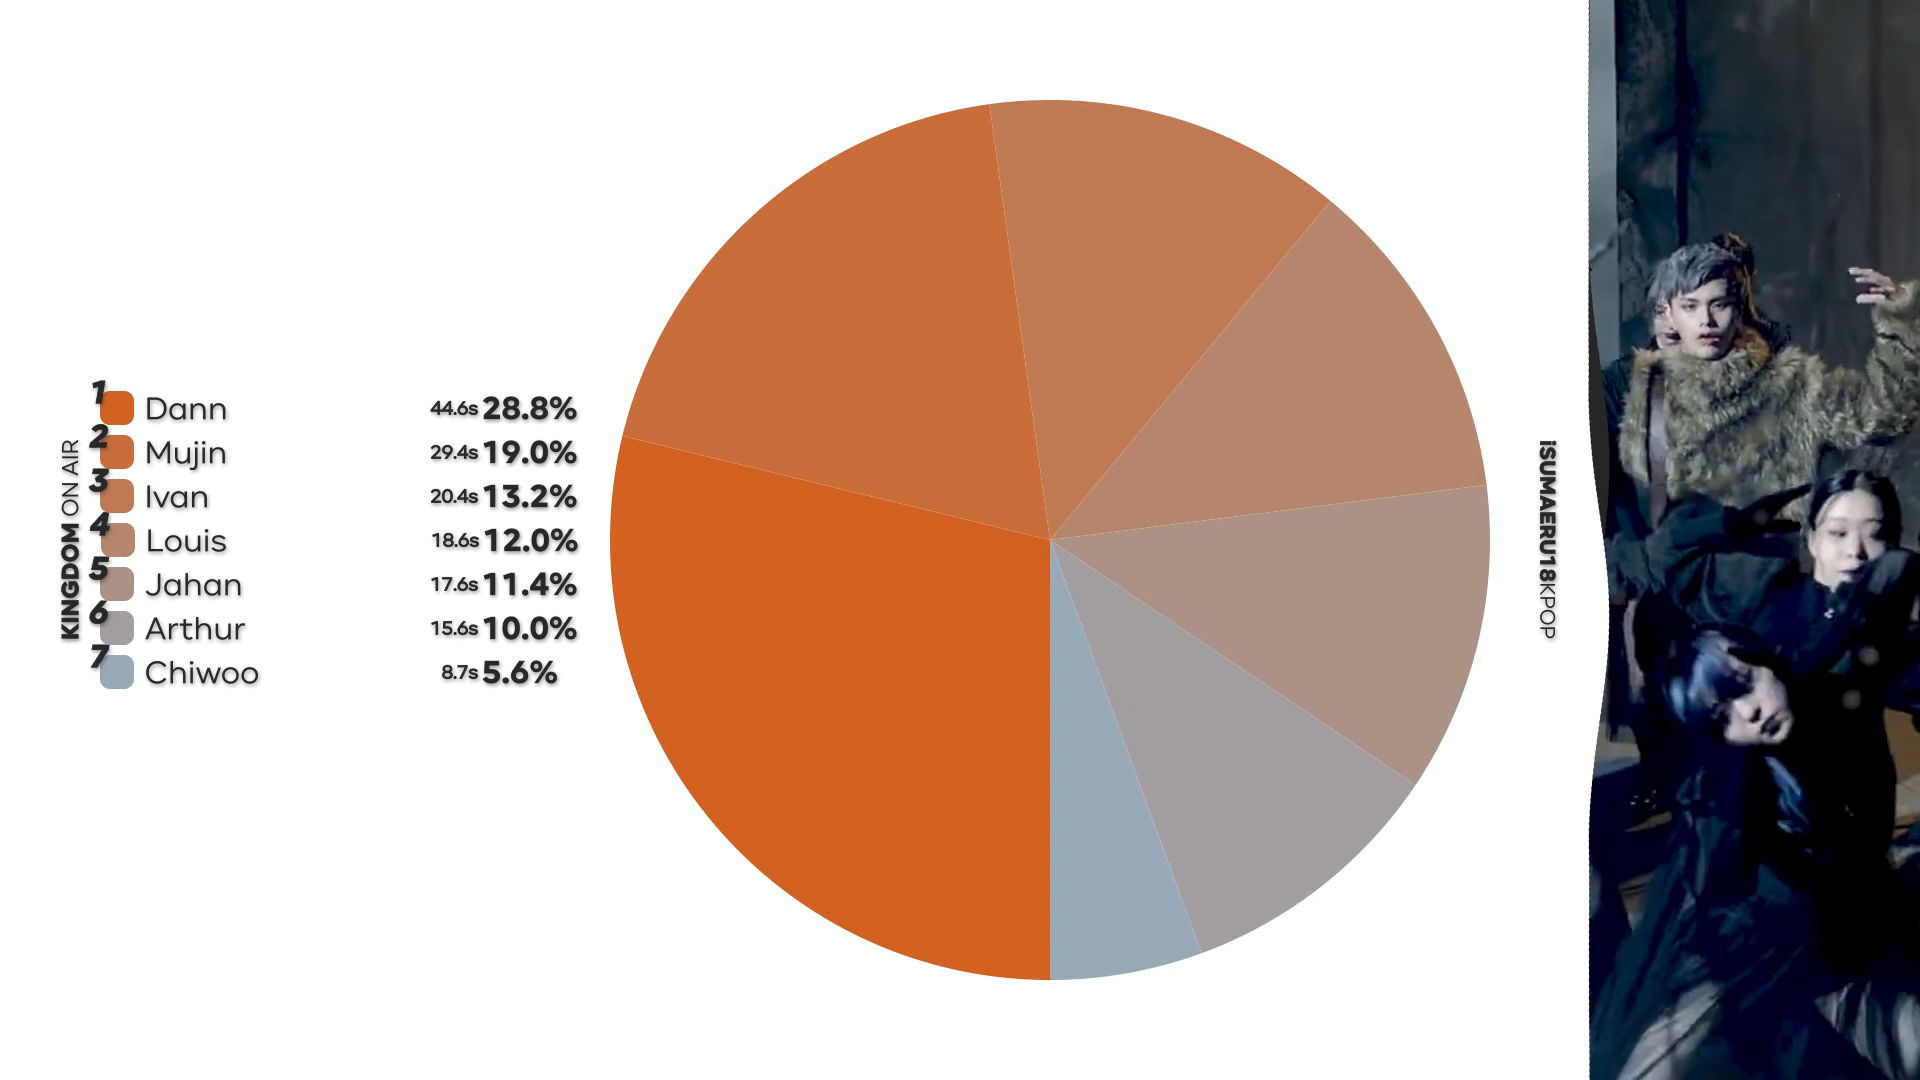 KINGDOM ON AIR
1 Dann 44.6s 28.8%
2 Mujin 29.4s 19.0%
3 Ivan 20.4s 13.2%
4 Louis 18.6s 12.0%
5 Jahan 17.6s 11.4%
6 Arthur 15.6s 10.0%
7 Chiwoo 8.7s 5.6%
iSUMAERU18KPOP